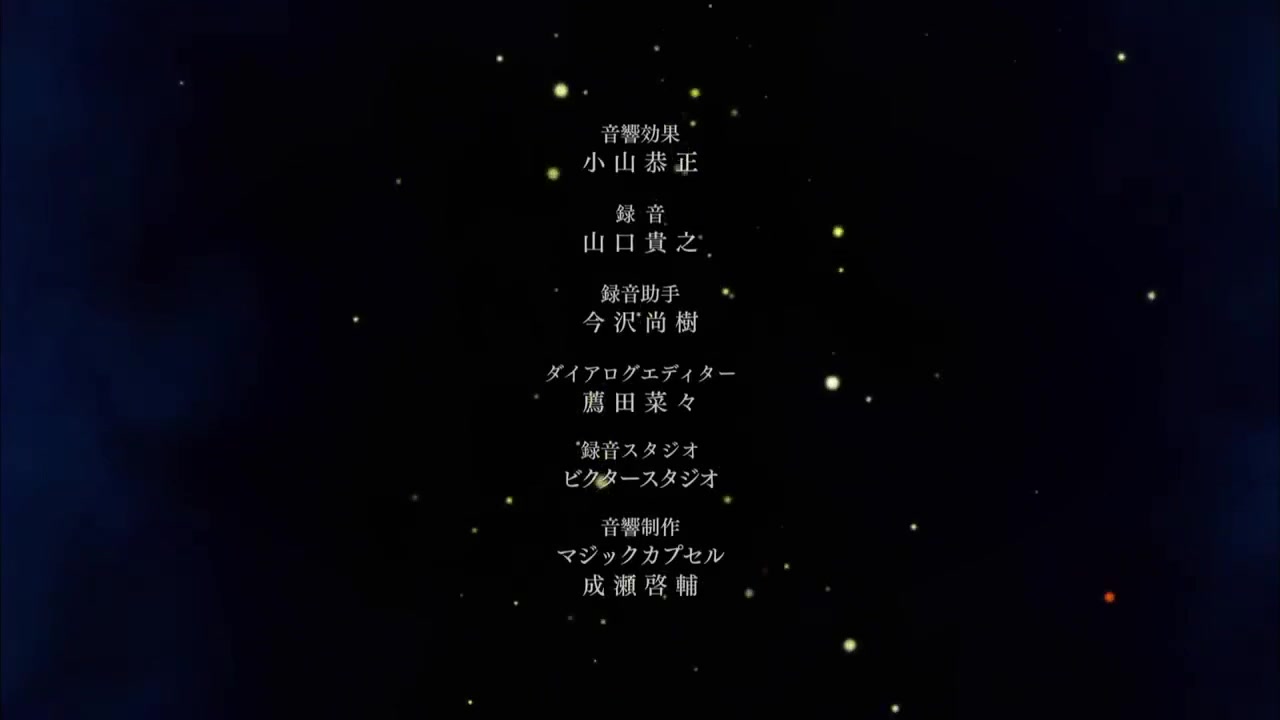 音響効果
小山恭正
録音
山口貴之
録音助手
今沢尚樹
ダイアログエディター
薦田菜々
録音スタジオ
ビクタースタジオ
音響制作
マジックカプセル
成瀬啓輔